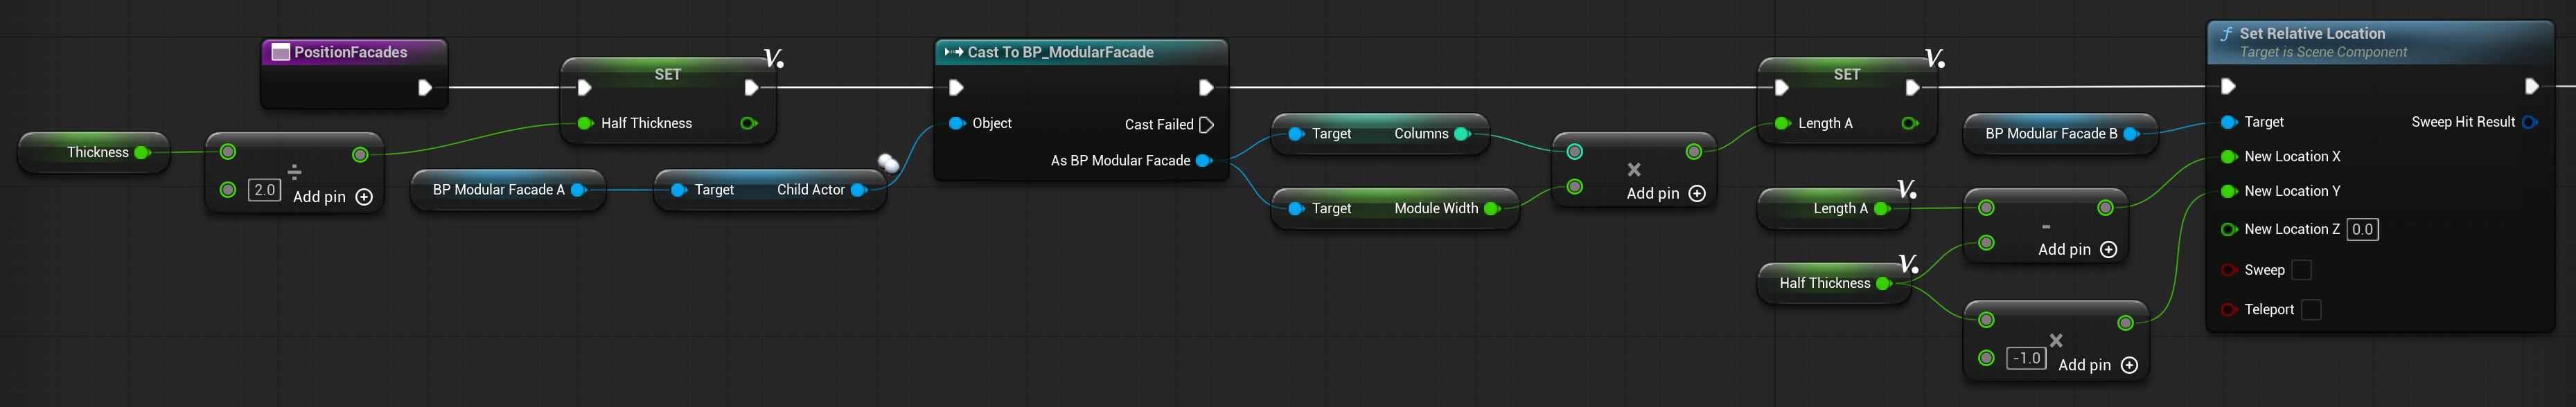 PositionFacades
Thickness
÷
2.0
Add pin
SET
Half Thickness
BP Modular Facade A
Target Child Actor
Cast To BP_ModularFacade
Object
Cast Failed
As BP Modular Facade
Target Columns
Target Module Width
×
Add pin
SET
Length A
Length A
Half Thickness
BP Modular Facade B
-
Add pin
×
-1.0
Add pin
f Set Relative Location
Target is Scene Component
Target Sweep Hit Result
New Location X
New Location Y
New Location Z 0.0
Sweep
Teleport